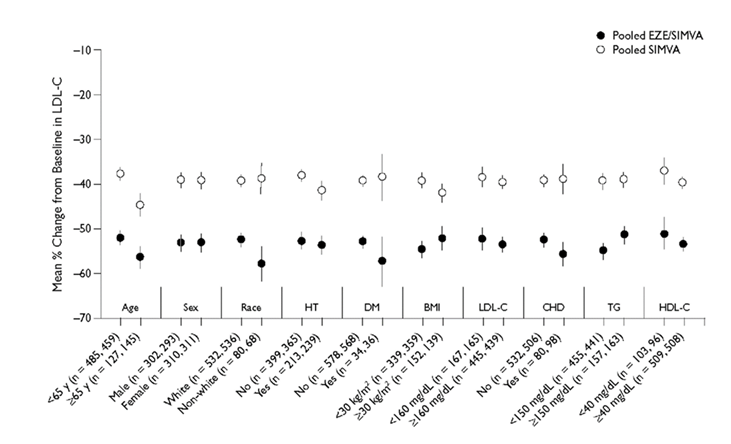 Pooled EZE/SIMVA
Pooled SIMVA
Mean % Change from Baseline in LDL-C
–10
–20
–30
–40
–50
–60
–70
Age
Sex
Race
HT
DM
BMI
LDL-C
CHD
TG
HDL-C
<65 y (n = 485, 459)
≥65 y (n = 127, 145)
Male (n = 302, 293)
Female (n = 310, 311)
White (n = 532, 536)
Non-white (n = 80, 68)
No (n = 399, 365)
Yes (n = 213, 239)
No (n = 578, 568)
Yes (n = 34, 36)
<30 kg/m² (n = 339, 359)
≥30 kg/m² (n = 152, 139)
<160 mg/dL (n = 167, 165)
≥160 mg/dL (n = 445, 439)
No (n = 532, 506)
Yes (n = 80, 98)
<150 mg/dL (n = 455, 441)
≥150 mg/dL (n = 157, 163)
<40 mg/dL (n = 103, 96)
≥40 mg/dL (n = 509, 508)